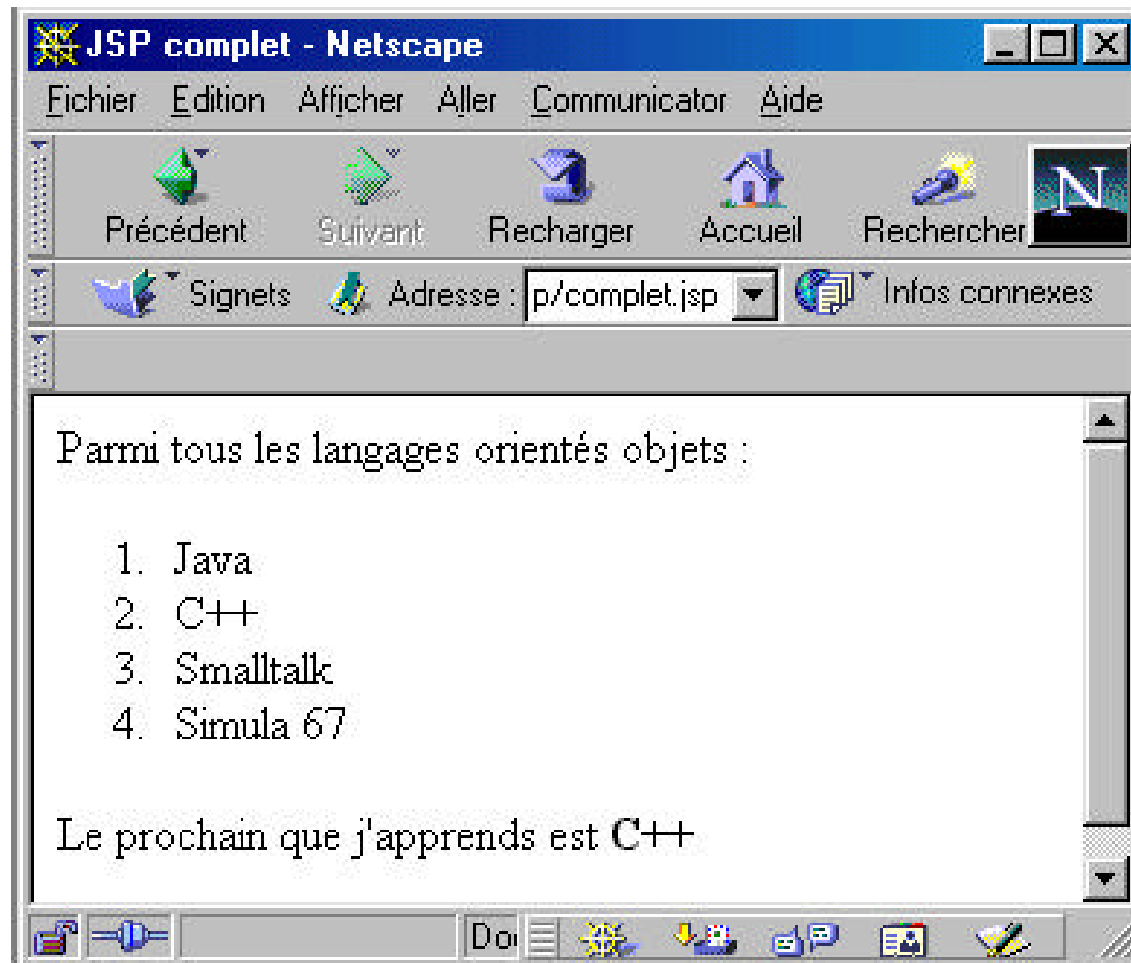 JSP complet - Netscape
Fichier Edition Afficher Aller Communicator Aide
Précédent Suivant Recharger Accueil Rechercher
N
Signets Adresse : p/complet.jsp Infos connexes
Parmi tous les langages orientés objets :
1. Java
2. C++
3. Smalltalk
4. Simula 67
Le prochain que j'apprends est C++